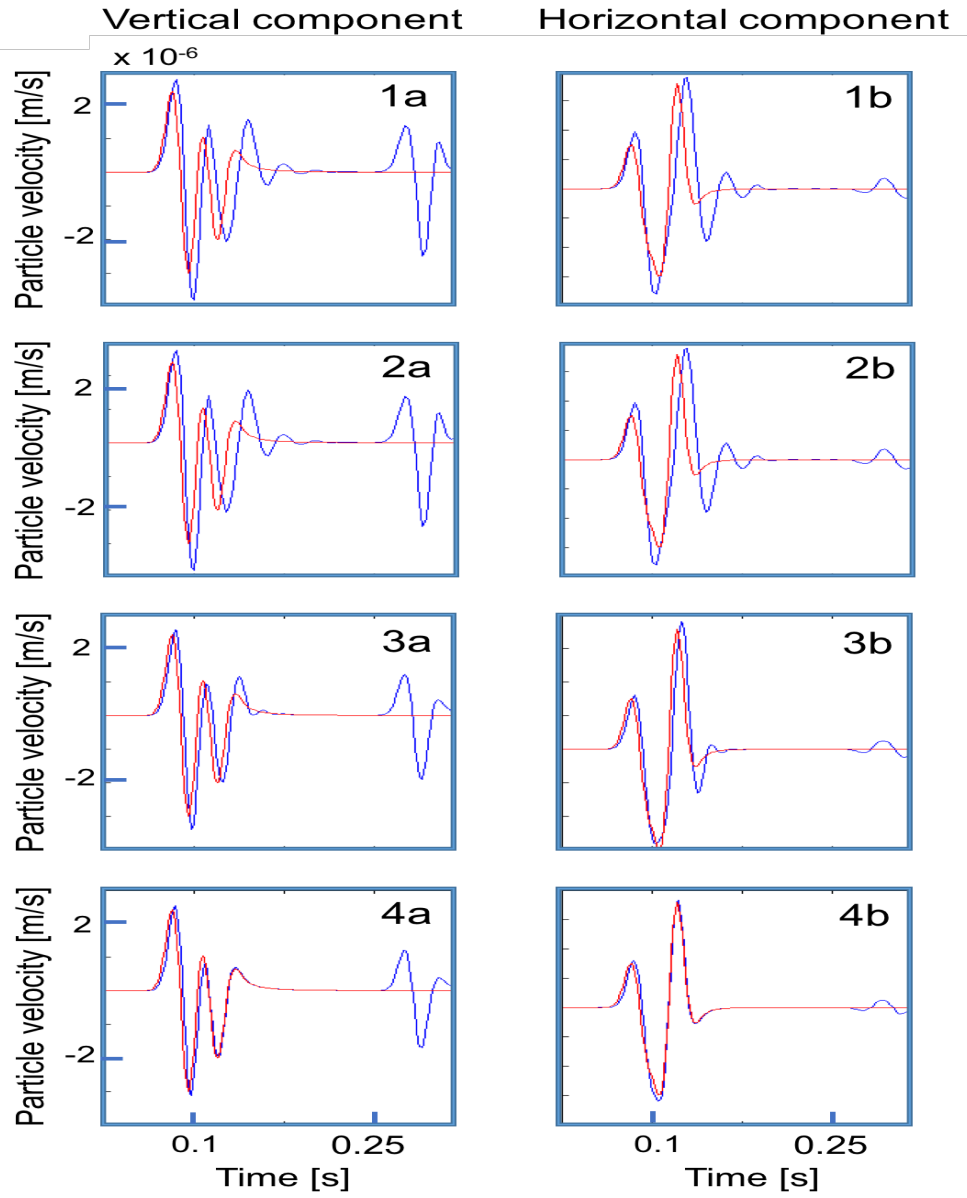 Vertical component Horizontal component
x 10-6
Particle velocity [m/s] 2 -2 1a 1b
Particle velocity [m/s] 2 -2 2a 2b
Particle velocity [m/s] 2 -2 3a 3b
Particle velocity [m/s] 2 -2 4a 4b
0.1 0.25 0.1 0.25
Time [s] Time [s]